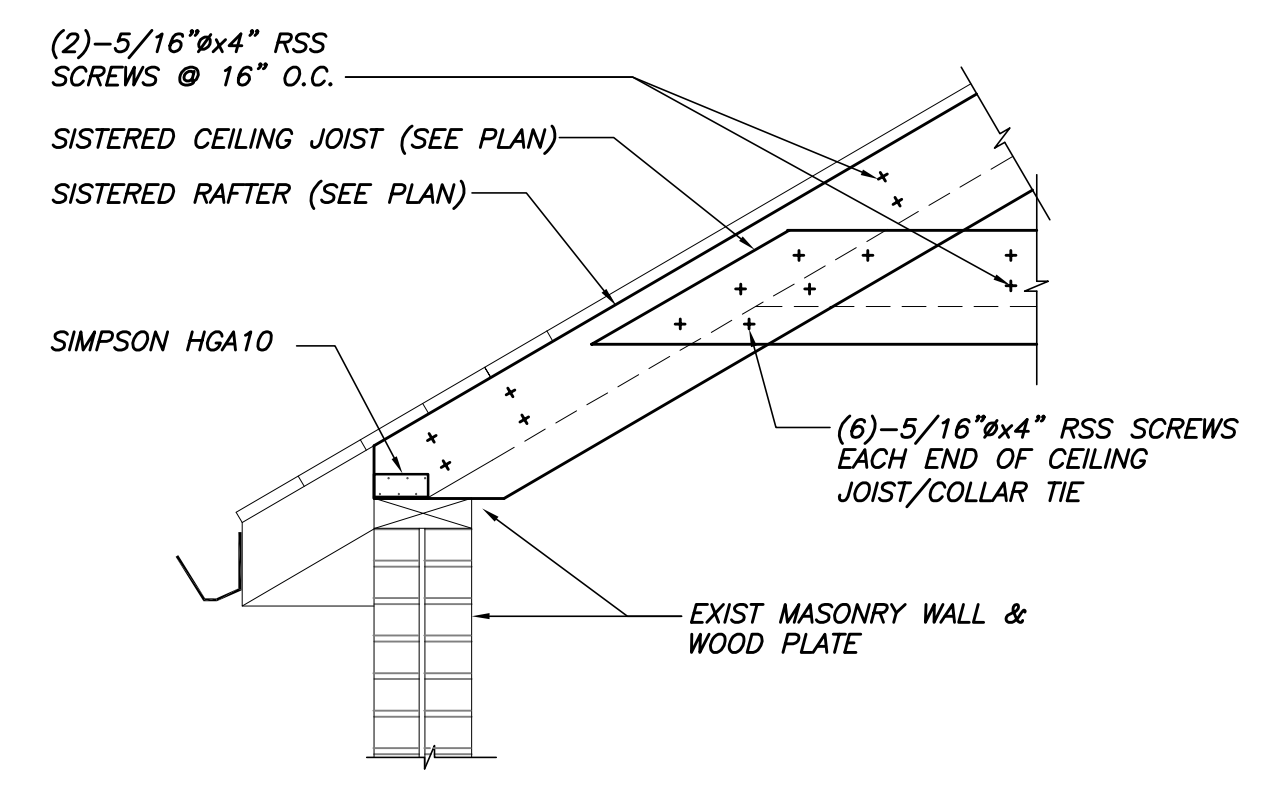 (2)-5/16"øx4" RSS
SCREWS @ 16" O.C.
SISTERED CEILING JOIST (SEE PLAN)
SISTERED RAFTER (SEE PLAN)
SIMPSON HGA10
(6)-5/16"øx4" RSS SCREWS
EACH END OF CEILING
JOIST/COLLAR TIE
EXIST MASONRY WALL &
WOOD PLATE